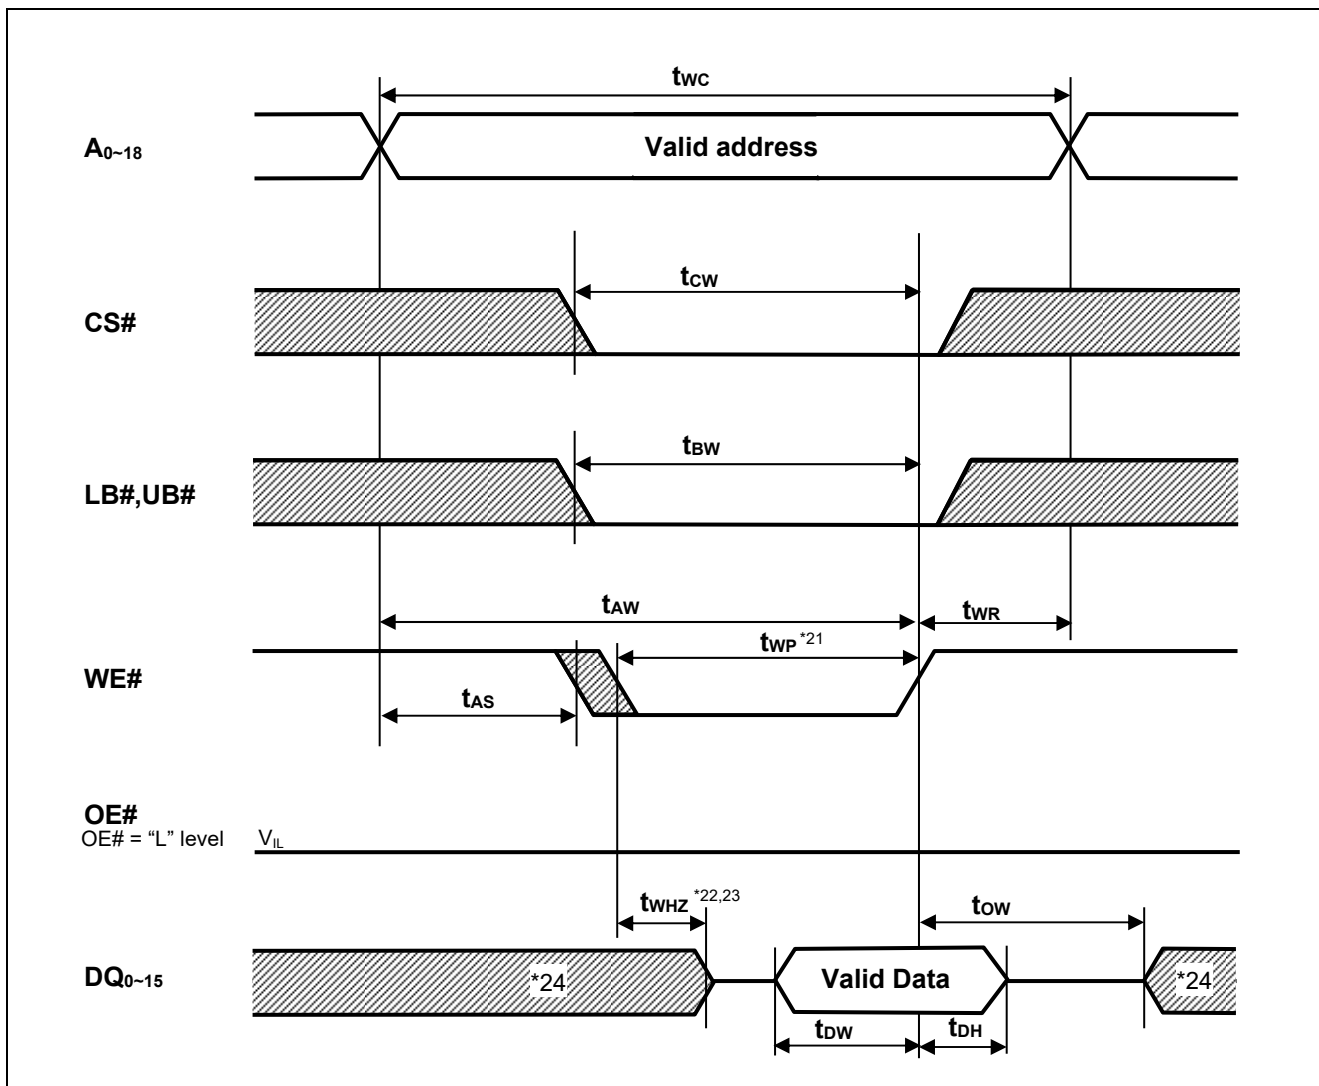 tWC
A0~18
Valid address
tCW
CS#
tBW
LB#,UB#
tAW
tWR
tWP *21
WE#
tAS
OE#
OE# = “L” level VIL
tWHZ *22,23
tOW
DQ0~15
*24
Valid Data
*24
tDW
tDH